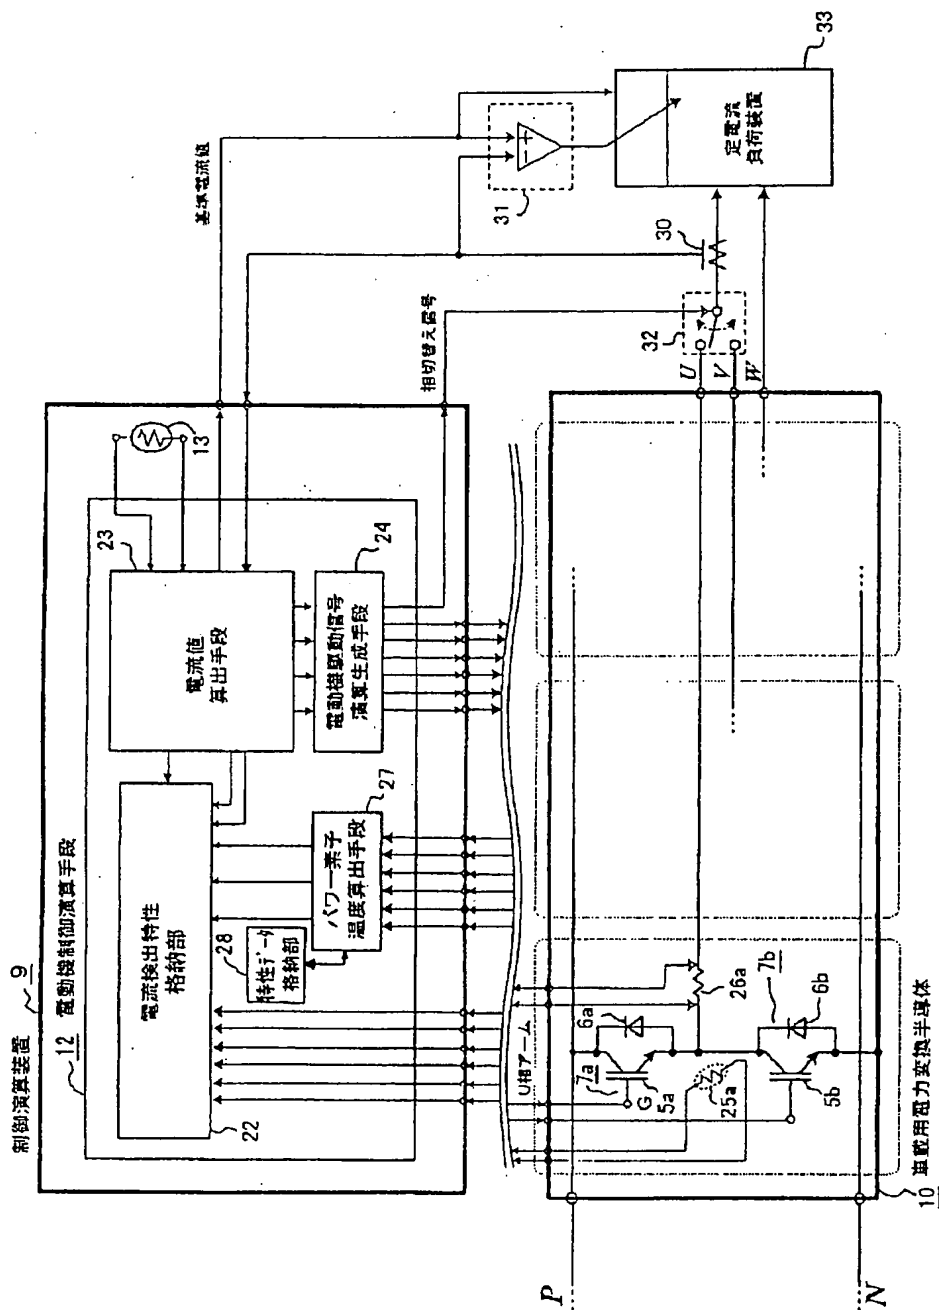 制御演算装置
9
12
電動機制御演算手段
22
電流検出特性
格納部
23
電流値
算出手段
13
28
特性データ
格納部
27
パワー素子
温度算出手段
24
電動機駆動信号
演算生成手段
基準電流値
相切替え信号
31
+
−
33
定電流
負荷装置
30
32
U
V
W
U相アーム
7a
6a
G
5a
25a
26a
7b
6b
5b
P
N
10
車載用電力変換半導体